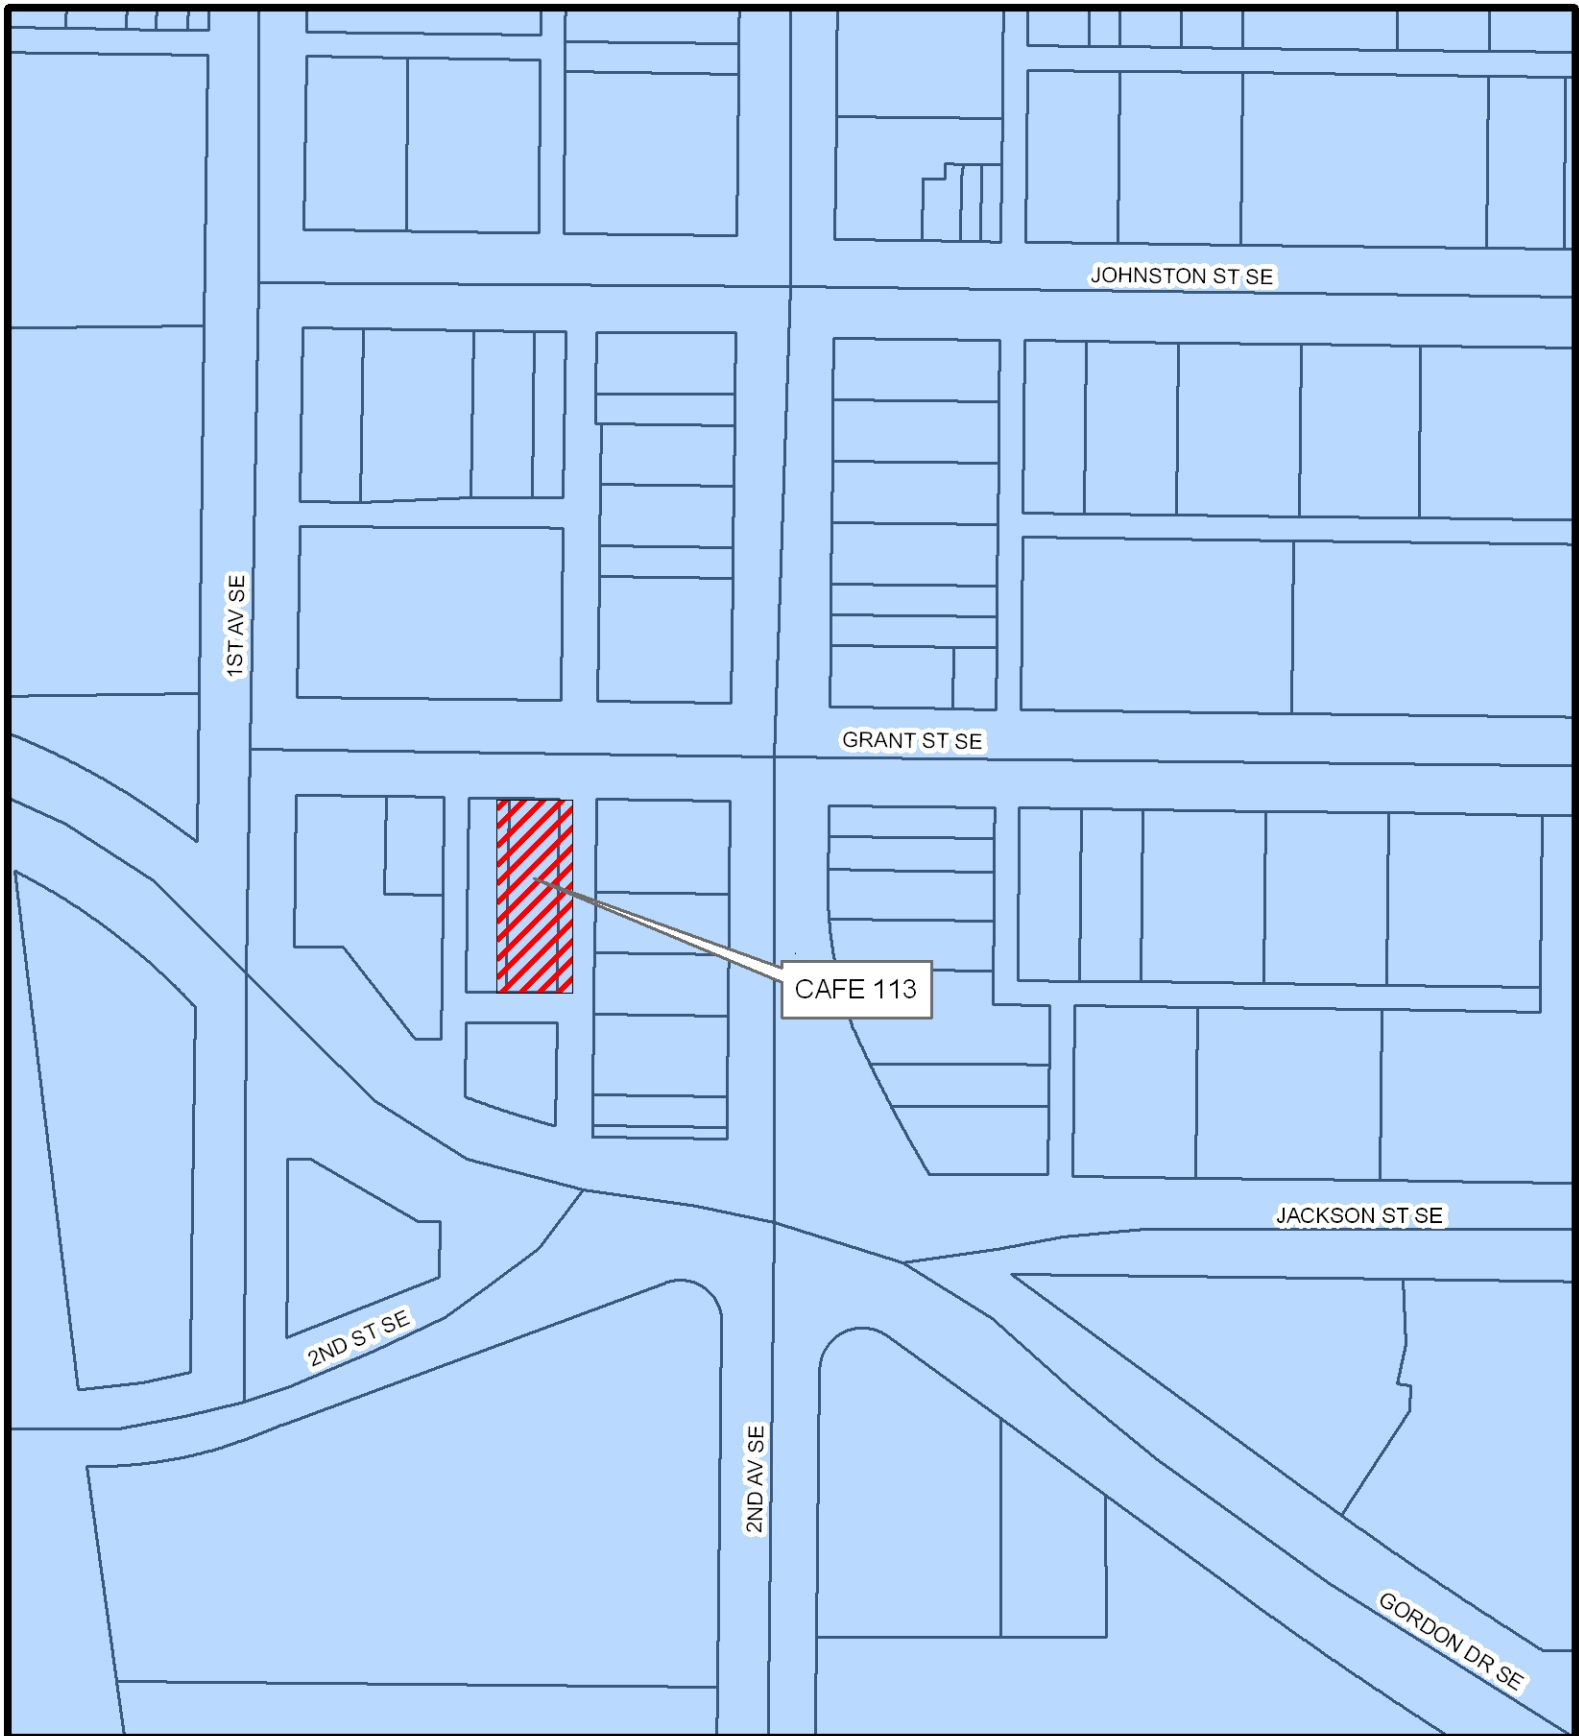 JOHNSTON ST SE
1ST AV SE
GRANT ST SE
CAFE 113
JACKSON ST SE
2ND ST SE
2ND AV SE
GORDON DR SE